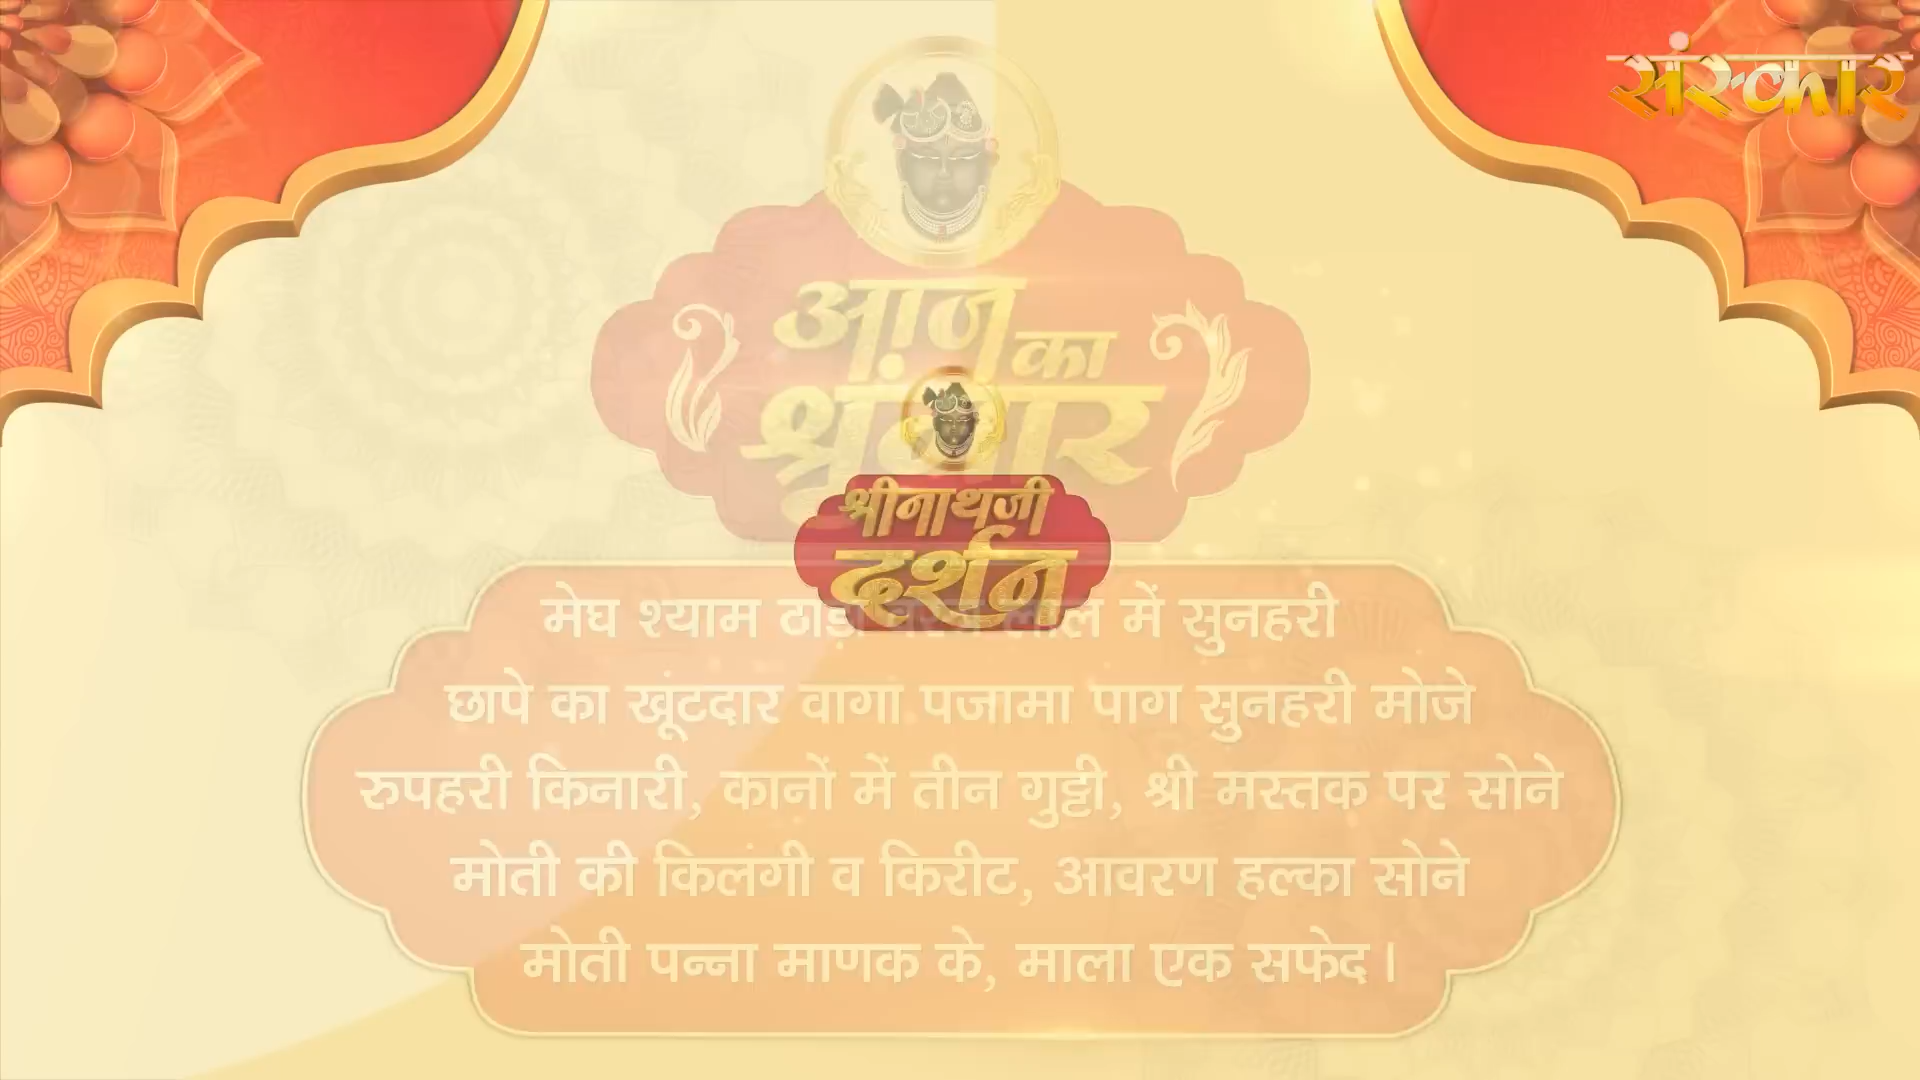 संस्कार
आज का
श्रृंगार
श्रीनाथजी
दर्शन
मेघ श्याम ठाड़ा लाल में सुनहरी
छापे का खूंटदार वागा पजामा पाग सुनहरी मोजे
रुपहरी किनारी, कानों में तीन गुट्ठी, श्री मस्तक पर सोने
मोती की किलंगी व किरीट, आवरण हल्का सोने
मोती पन्ना माणक के, माला एक सफेद।